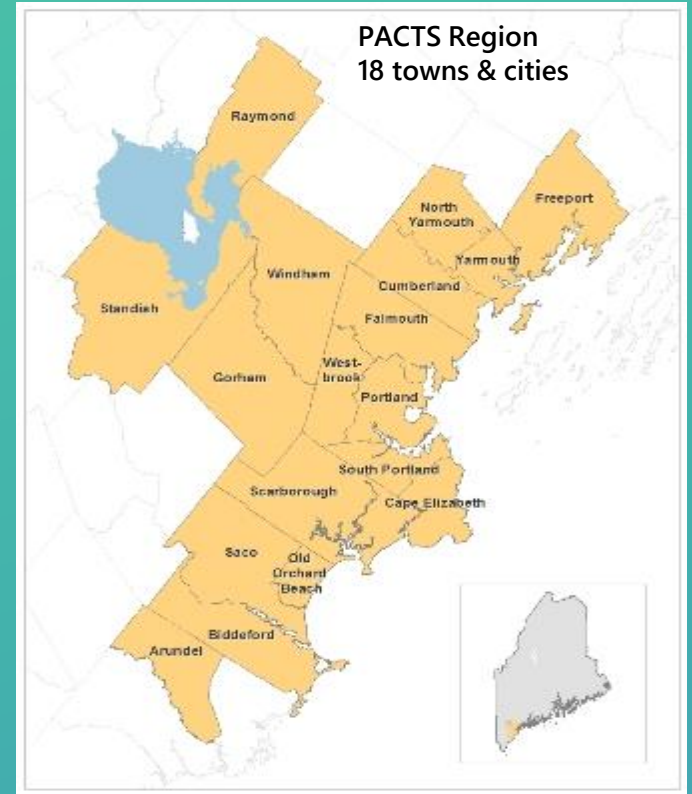 PACTS Region
18 towns & cities
Raymond
Freeport
North
Yarmouth
Yarmouth
Windham
Cumberland
Standish
Falmouth
West-
brook
Gorham
Portland
South Portland
Scarborough
Cape Elizabeth
Saco
Old
Orchard
Beach
Biddeford
Arundel